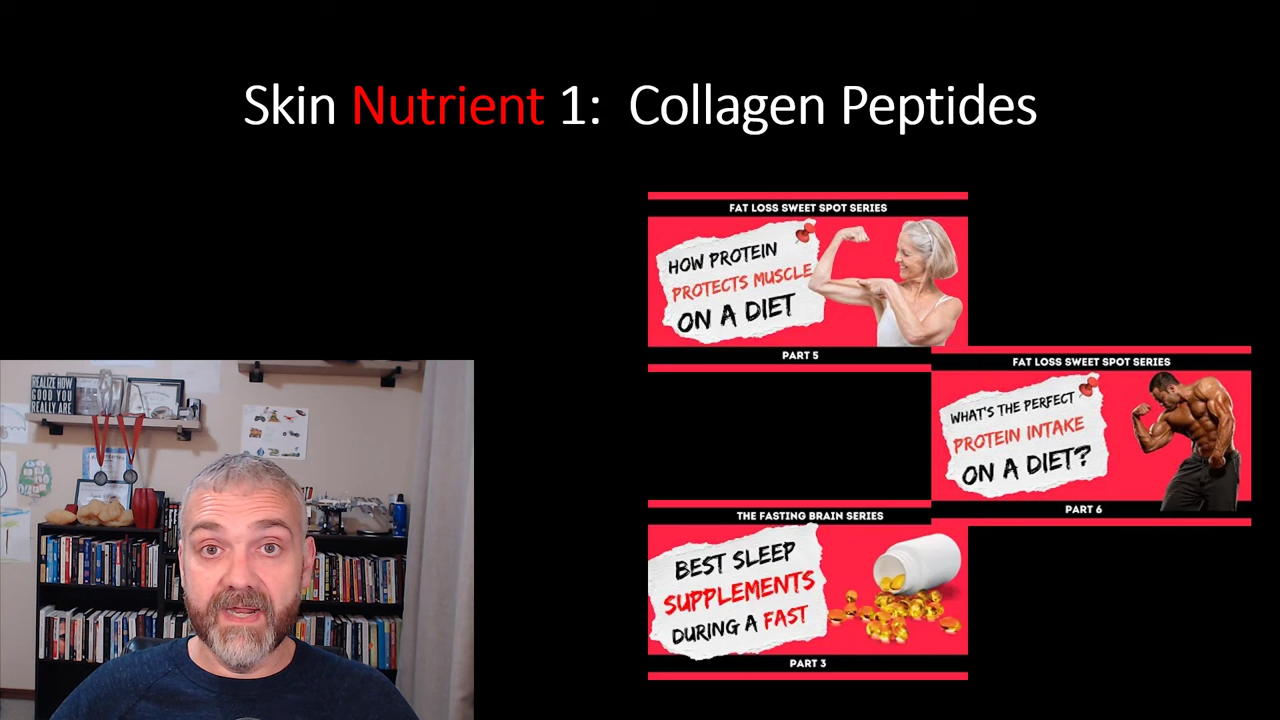 Skin Nutrient 1: Collagen Peptides
FAT LOSS SWEET SPOT SERIES
HOW PROTEIN
PROTECTS MUSCLE
ON A DIET
PART 5
FAT LOSS SWEET SPOT SERIES
WHAT'S THE PERFECT
PROTEIN INTAKE
ON A DIET?
PART 6
THE FASTING BRAIN SERIES
BEST SLEEP
SUPPLEMENTS
DURING A FAST
PART 3
REALIZE HOW
GOOD YOU
REALLY ARE